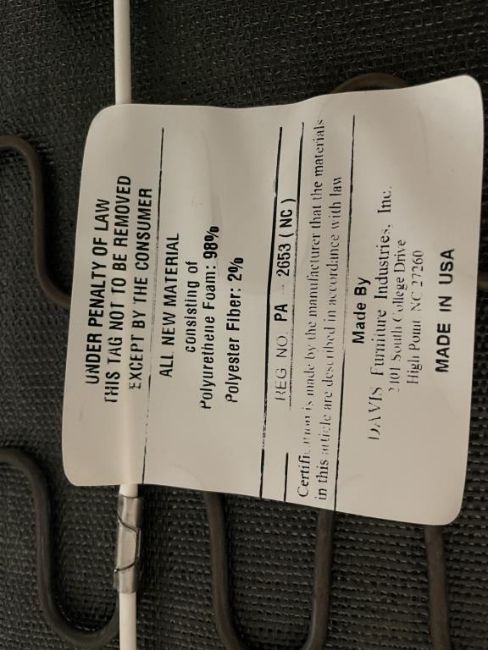 UNDER PENALTY OF LAW
THIS TAG NOT TO BE REMOVED
EXCEPT BY THE CONSUMER
ALL NEW MATERIAL
consisting of
Polyurethene Foam: 98%
Polyester Fiber: 2%
REG. NO. PA - 2653 ( NC )
Certification is made by the manufacturer that the materials
in this article are described in accordance with law
Made By
DAVIS Furniture Industries, Inc.
2401 South College Drive
High Point NC 27260
MADE IN USA